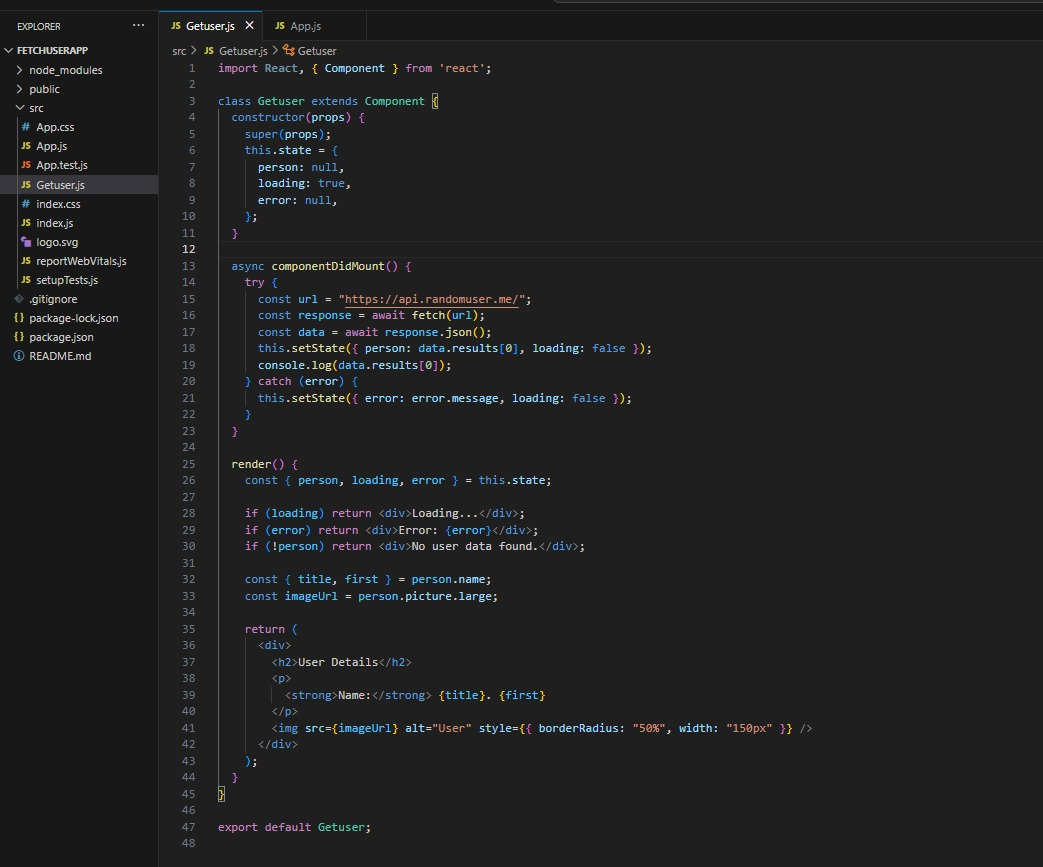 EXPLORER ...
FETCHUSERAPP
node_modules
public
src
# App.css
JS App.js
JS App.test.js
JS Getuser.js
# index.css
JS index.js
logo.svg
JS reportWebVitals.js
JS setupTests.js
.gitignore
{} package-lock.json
{} package.json
README.md
JS Getuser.js × JS App.js
src > JS Getuser.js > Getuser
1 import React, { Component } from 'react';
2
3 class Getuser extends Component {
4   constructor(props) {
5     super(props);
6     this.state = {
7       person: null,
8       loading: true,
9       error: null,
10     };
11   }
12
13   async componentDidMount() {
14     try {
15       const url = "https://api.randomuser.me/";
16       const response = await fetch(url);
17       const data = await response.json();
18       this.setState({ person: data.results[0], loading: false });
19       console.log(data.results[0]);
20     } catch (error) {
21       this.setState({ error: error.message, loading: false });
22     }
23   }
24
25   render() {
26     const { person, loading, error } = this.state;
27
28     if (loading) return <div>Loading...</div>;
29     if (error) return <div>Error: {error}</div>;
30     if (!person) return <div>No user data found.</div>;
31
32     const { title, first } = person.name;
33     const imageUrl = person.picture.large;
34
35     return (
36       <div>
37         <h2>User Details</h2>
38         <p>
39           <strong>Name:</strong> {title}. {first}
40         </p>
41         <img src={imageUrl} alt="User" style={{ borderRadius: "50%", width: "150px" }} />
42       </div>
43     );
44   }
45 }
46
47 export default Getuser;
48